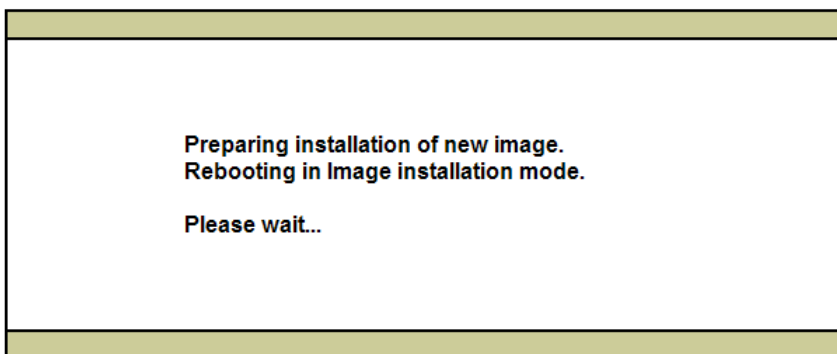 Preparing installation of new image.
Rebooting in Image installation mode.
Please wait...